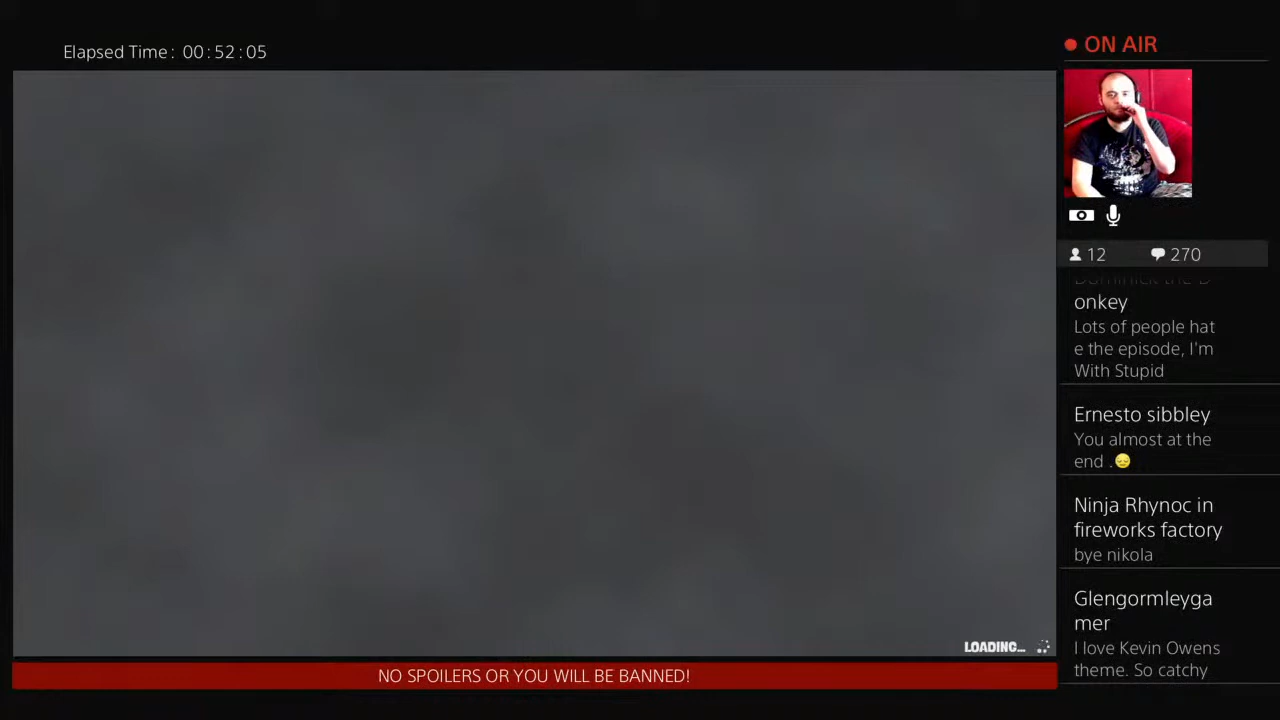 Elapsed Time: 00:52:05
ON AIR
12 270
onkey
Lots of people hat
e the episode, I'm
With Stupid
Ernesto sibbley
You almost at the
end .😔
Ninja Rhynoc in
fireworks factory
bye nikola
Glengormleyga
mer
I love Kevin Owens
theme. So catchy
LOADING...
NO SPOILERS OR YOU WILL BE BANNED!